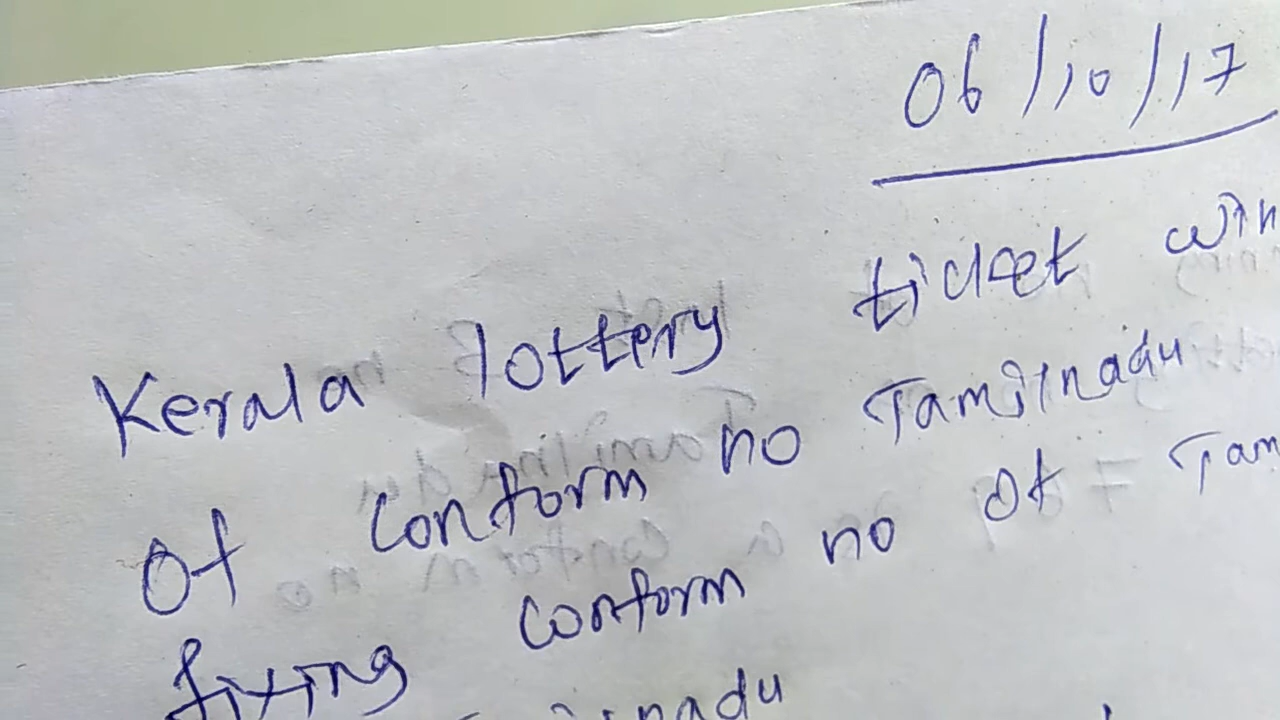 06/10/17
Kerala lottery ticket win
Of conform no Tamilnadu
fixing conform no Of Tam
nadu